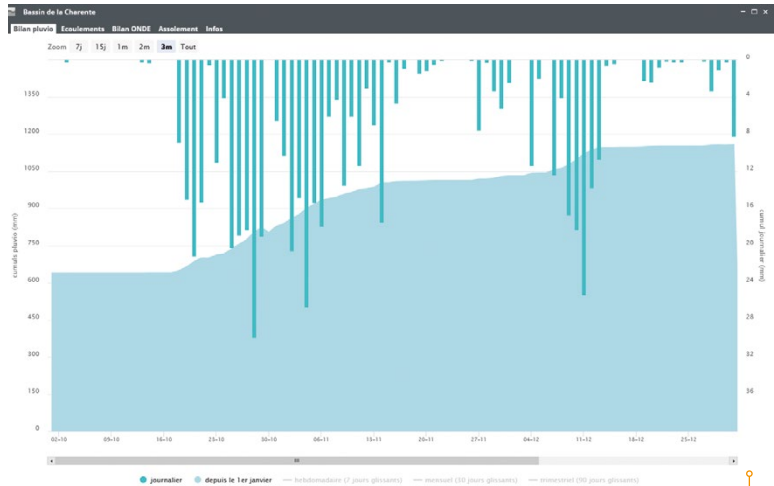 Bassin de la Charente
Bilan pluvio Ecoulements Bilan ONDE Assolement Infos
Zoom 7j 15j 1m 2m 3m Tout
0
1350 4
1200 8
1050 12
900 16
750 20
600 24
450 28
300 32
150 36
0
cumuls pluvio (mm)
cumul journalier (mm)
02-10 09-10 16-10 23-10 30-10 06-11 13-11 20-11 27-11 04-12 11-12 18-12 25-12
journalier depuis le 1er janvier hebdomadaire (7 jours glissants) mensuel (30 jours glissants) trimestriel (90 jours glissants)